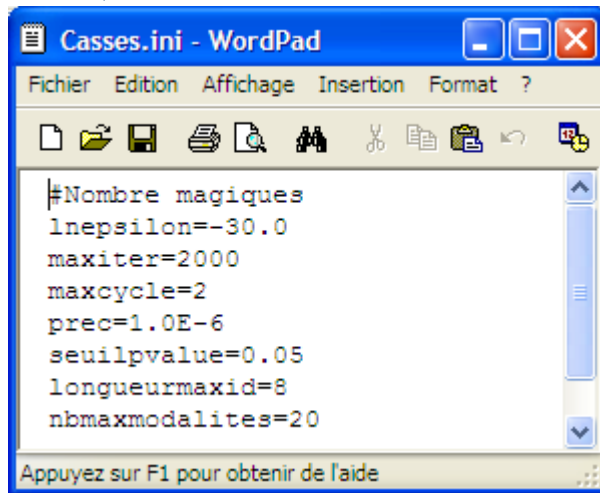 Casses.ini - WordPad
Fichier Edition Affichage Insertion Format ?
12
#Nombre magiques
lnepsilon=-30.0
maxiter=2000
maxcycle=2
prec=1.0E-6
seuilpvalue=0.05
longueurmaxid=8
nbmaxmodalites=20
Appuyez sur F1 pour obtenir de l'aide